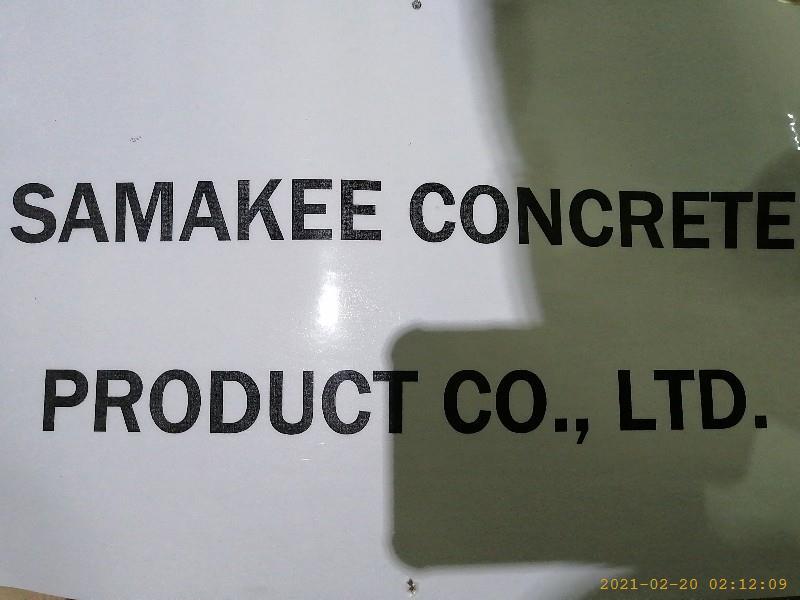 SAMAKEE CONCRETE
PRODUCT CO., LTD.
2021-02-20 02:12:09